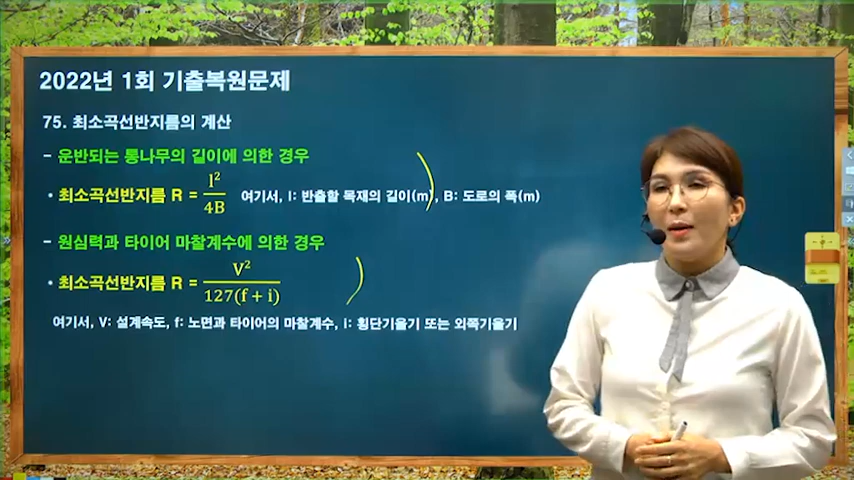 2022년 1회 기출복원문제
75. 최소곡선반지름의 계산
- 운반되는 통나무의 길이에 의한 경우
• 최소곡선반지름 R = l²/4B 여기서, l: 반출할 목재의 길이(m), B: 도로의 폭(m)
- 원심력과 타이어 마찰계수에 의한 경우
• 최소곡선반지름 R = V²/127(f + i)
여기서, V: 설계속도, f: 노면과 타이어의 마찰계수, i: 횡단기울기 또는 외쪽기울기